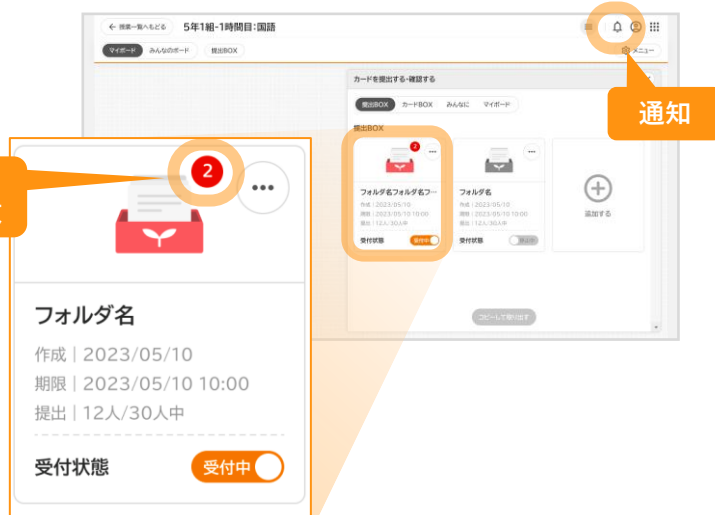 ← 授業一覧へもどる 5年1組-1時間目:国語
マイボード みんなのボード 提出BOX
メニュー
通知
カードを提出する・確認する
提出BOX カードBOX みんなに マイボード
提出BOX
2
フォルダ名フォルダ名フ…
作成｜2023/05/10
期限｜2023/05/10 10:00
提出｜12人/30人中
受付状態 受付中
フォルダ名
作成｜2023/05/10
期限｜2023/05/10 10:00
提出｜12人/30人中
受付状態
追加する
コピーして取り出す
2
フォルダ名
作成｜2023/05/10
期限｜2023/05/10 10:00
提出｜12人/30人中
受付状態 受付中